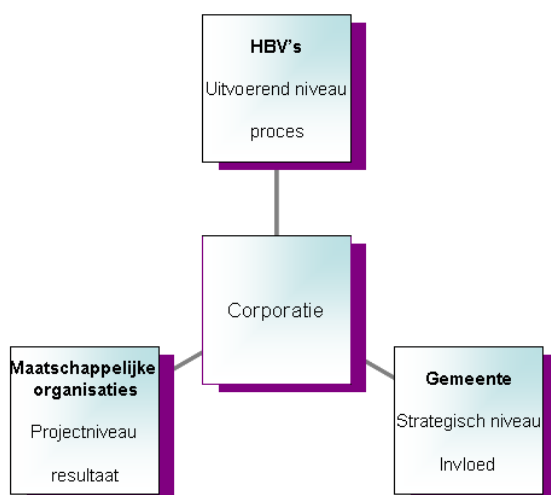 HBV's
Uitvoerend niveau
proces
Corporatie
Maatschappelijke
organisaties
Projectniveau
resultaat
Gemeente
Strategisch niveau
Invloed